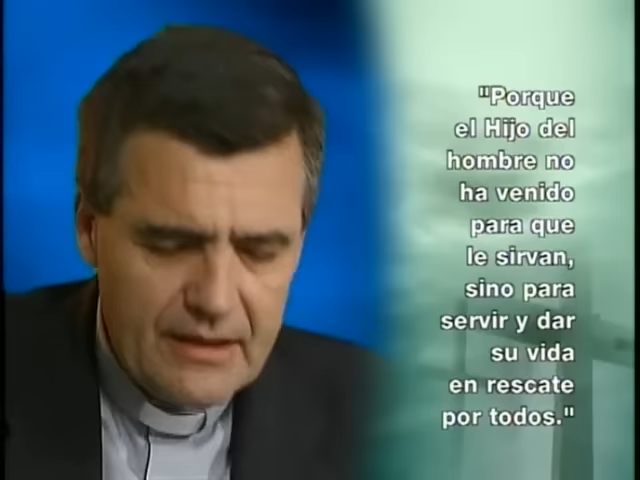 "Porque
el Hijo del
hombre no
ha venido
para que
le sirvan,
sino para
servir y dar
su vida
en rescate
por todos."